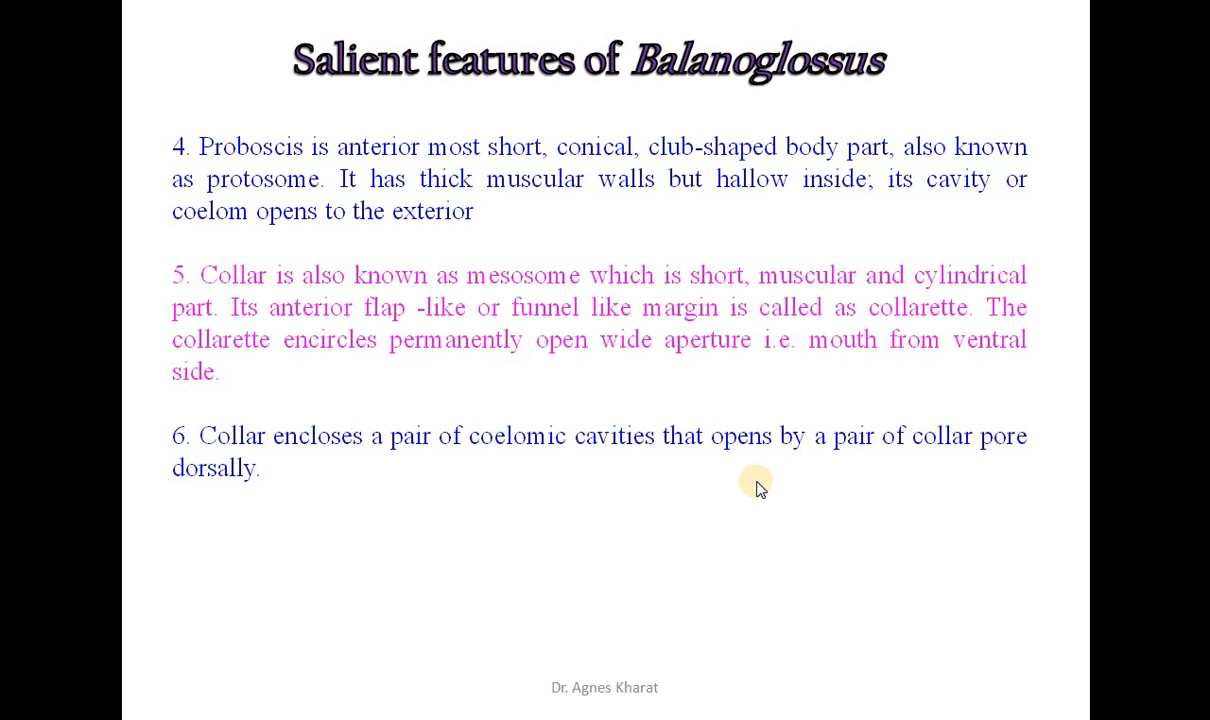 Salient features of Balanoglossus
4. Proboscis is anterior most short, conical, club-shaped body part, also known
as protosome. It has thick muscular walls but hallow inside; its cavity or
coelom opens to the exterior
5. Collar is also known as mesosome which is short, muscular and cylindrical
part. Its anterior flap -like or funnel like margin is called as collarette. The
collarette encircles permanently open wide aperture i.e. mouth from ventral
side.
6. Collar encloses a pair of coelomic cavities that opens by a pair of collar pore
dorsally.
Dr. Agnes Kharat